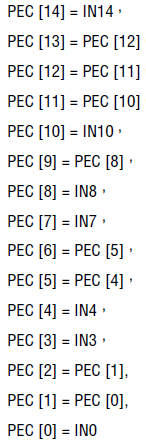 PEC [14] = IN14，
PEC [13] = PEC [12]
PEC [12] = PEC [11]
PEC [11] = PEC [10]
PEC [10] = IN10，
PEC [9] = PEC [8]，
PEC [8] = IN8，
PEC [7] = IN7，
PEC [6] = PEC [5]，
PEC [5] = PEC [4]，
PEC [4] = IN4，
PEC [3] = IN3，
PEC [2] = PEC [1],
PEC [1] = PEC [0],
PEC [0] = IN0